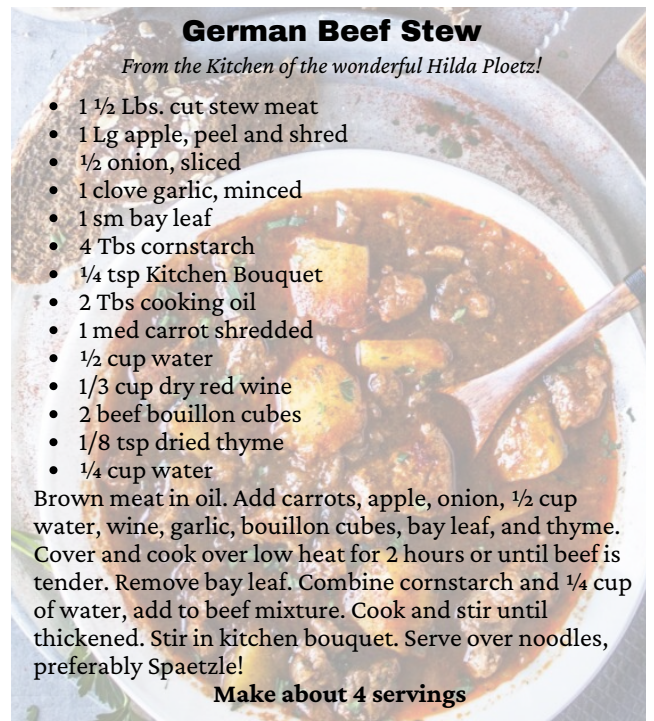 German Beef Stew
From the Kitchen of the wonderful Hilda Ploetz!
• 1 ½ Lbs. cut stew meat
• 1 Lg apple, peel and shred
• ½ onion, sliced
• 1 clove garlic, minced
• 1 sm bay leaf
• 4 Tbs cornstarch
• ¼ tsp Kitchen Bouquet
• 2 Tbs cooking oil
• 1 med carrot shredded
• ½ cup water
• 1/3 cup dry red wine
• 2 beef bouillon cubes
• 1/8 tsp dried thyme
• ¼ cup water
Brown meat in oil. Add carrots, apple, onion, ½ cup
water, wine, garlic, bouillon cubes, bay leaf, and thyme.
Cover and cook over low heat for 2 hours or until beef is
tender. Remove bay leaf. Combine cornstarch and ¼ cup
of water, add to beef mixture. Cook and stir until
thickened. Stir in kitchen bouquet. Serve over noodles,
preferably Spaetzle!
Make about 4 servings